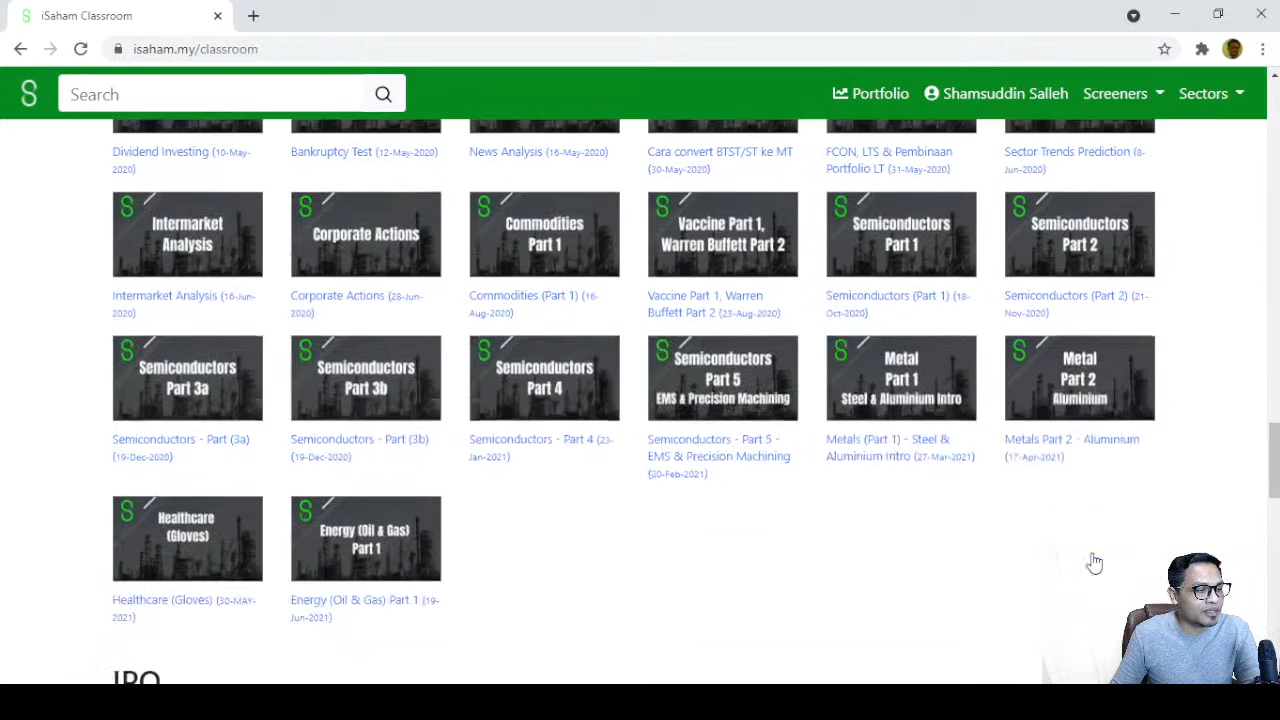 iSaham Classroom
isaham.my/classroom
Search
Portfolio
Shamsuddin Salleh
Screeners
Sectors
Dividend Investing (10-May-
2020)
Bankruptcy Test (12-May-2020)
News Analysis (16-May-2020)
Cara convert BTST/ST ke MT
(30-May-2020)
FCON, LTS & Pembinaan
Portfolio LT (31-May-2020)
Sector Trends Prediction (8-
Jun-2020)
Intermarket
Analysis
Corporate Actions
Commodities
Part 1
Vaccine Part 1,
Warren Buffett Part 2
Semiconductors
Part 1
Semiconductors
Part 2
Intermarket Analysis (16-Jun-
2020)
Corporate Actions (28-Jun-
2020)
Commodities (Part 1) (16-
Aug-2020)
Vaccine Part 1, Warren
Buffett Part 2 (23-Aug-2020)
Semiconductors (Part 1) (18-
Oct-2020)
Semiconductors (Part 2) (21-
Nov-2020)
Semiconductors
Part 3a
Semiconductors
Part 3b
Semiconductors
Part 4
Semiconductors
Part 5
EMS & Precision Machining
Metal
Part 1
Steel & Aluminium Intro
Metal
Part 2
Aluminium
Semiconductors - Part (3a)
(19-Dec-2020)
Semiconductors - Part (3b)
(19-Dec-2020)
Semiconductors - Part 4 (23-
Jan-2021)
Semiconductors - Part 5 -
EMS & Precision Machining
(20-Feb-2021)
Metals (Part 1) - Steel &
Aluminium Intro (27-Mar-2021)
Metals Part 2 - Aluminium
(17-Apr-2021)
Healthcare
(Gloves)
Energy (Oil & Gas)
Part 1
Healthcare (Gloves) (30-MAY-
2021)
Energy (Oil & Gas) Part 1 (19-
Jun-2021)
IPO